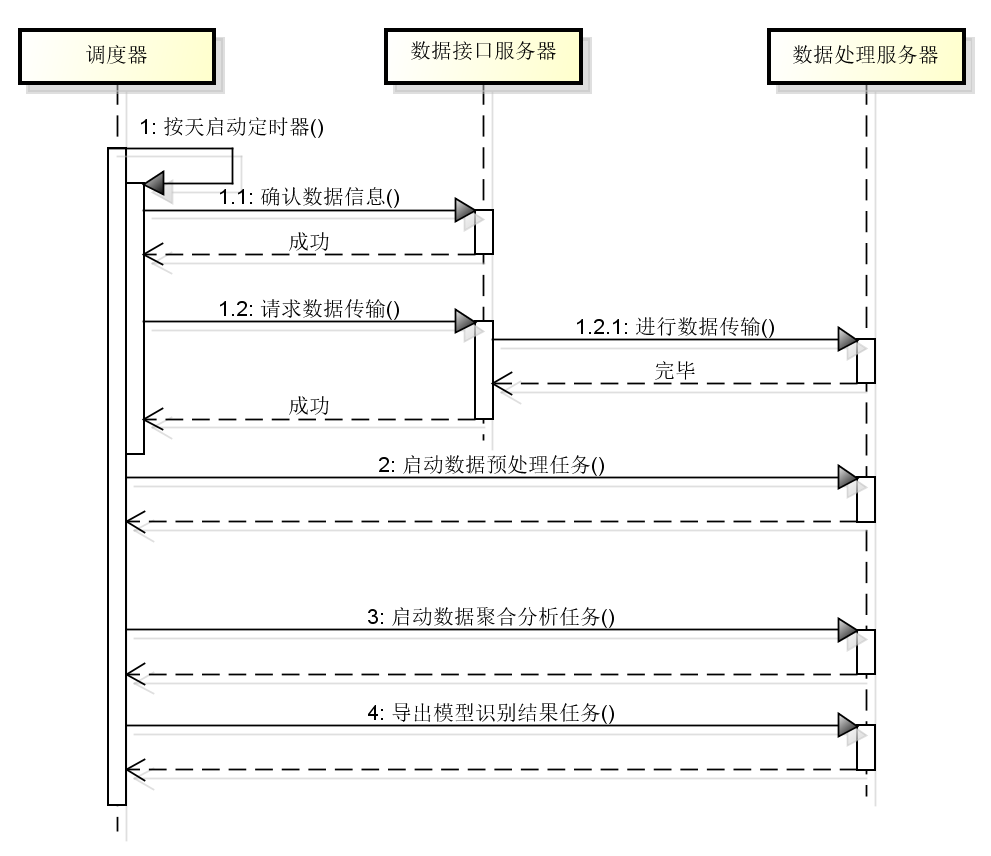 调度器
数据接口服务器
数据处理服务器
1: 按天启动定时器()
1.1: 确认数据信息()
成功
1.2: 请求数据传输()
1.2.1: 进行数据传输()
完毕
成功
2: 启动数据预处理任务()
3: 启动数据聚合分析任务()
4: 导出模型识别结果任务()